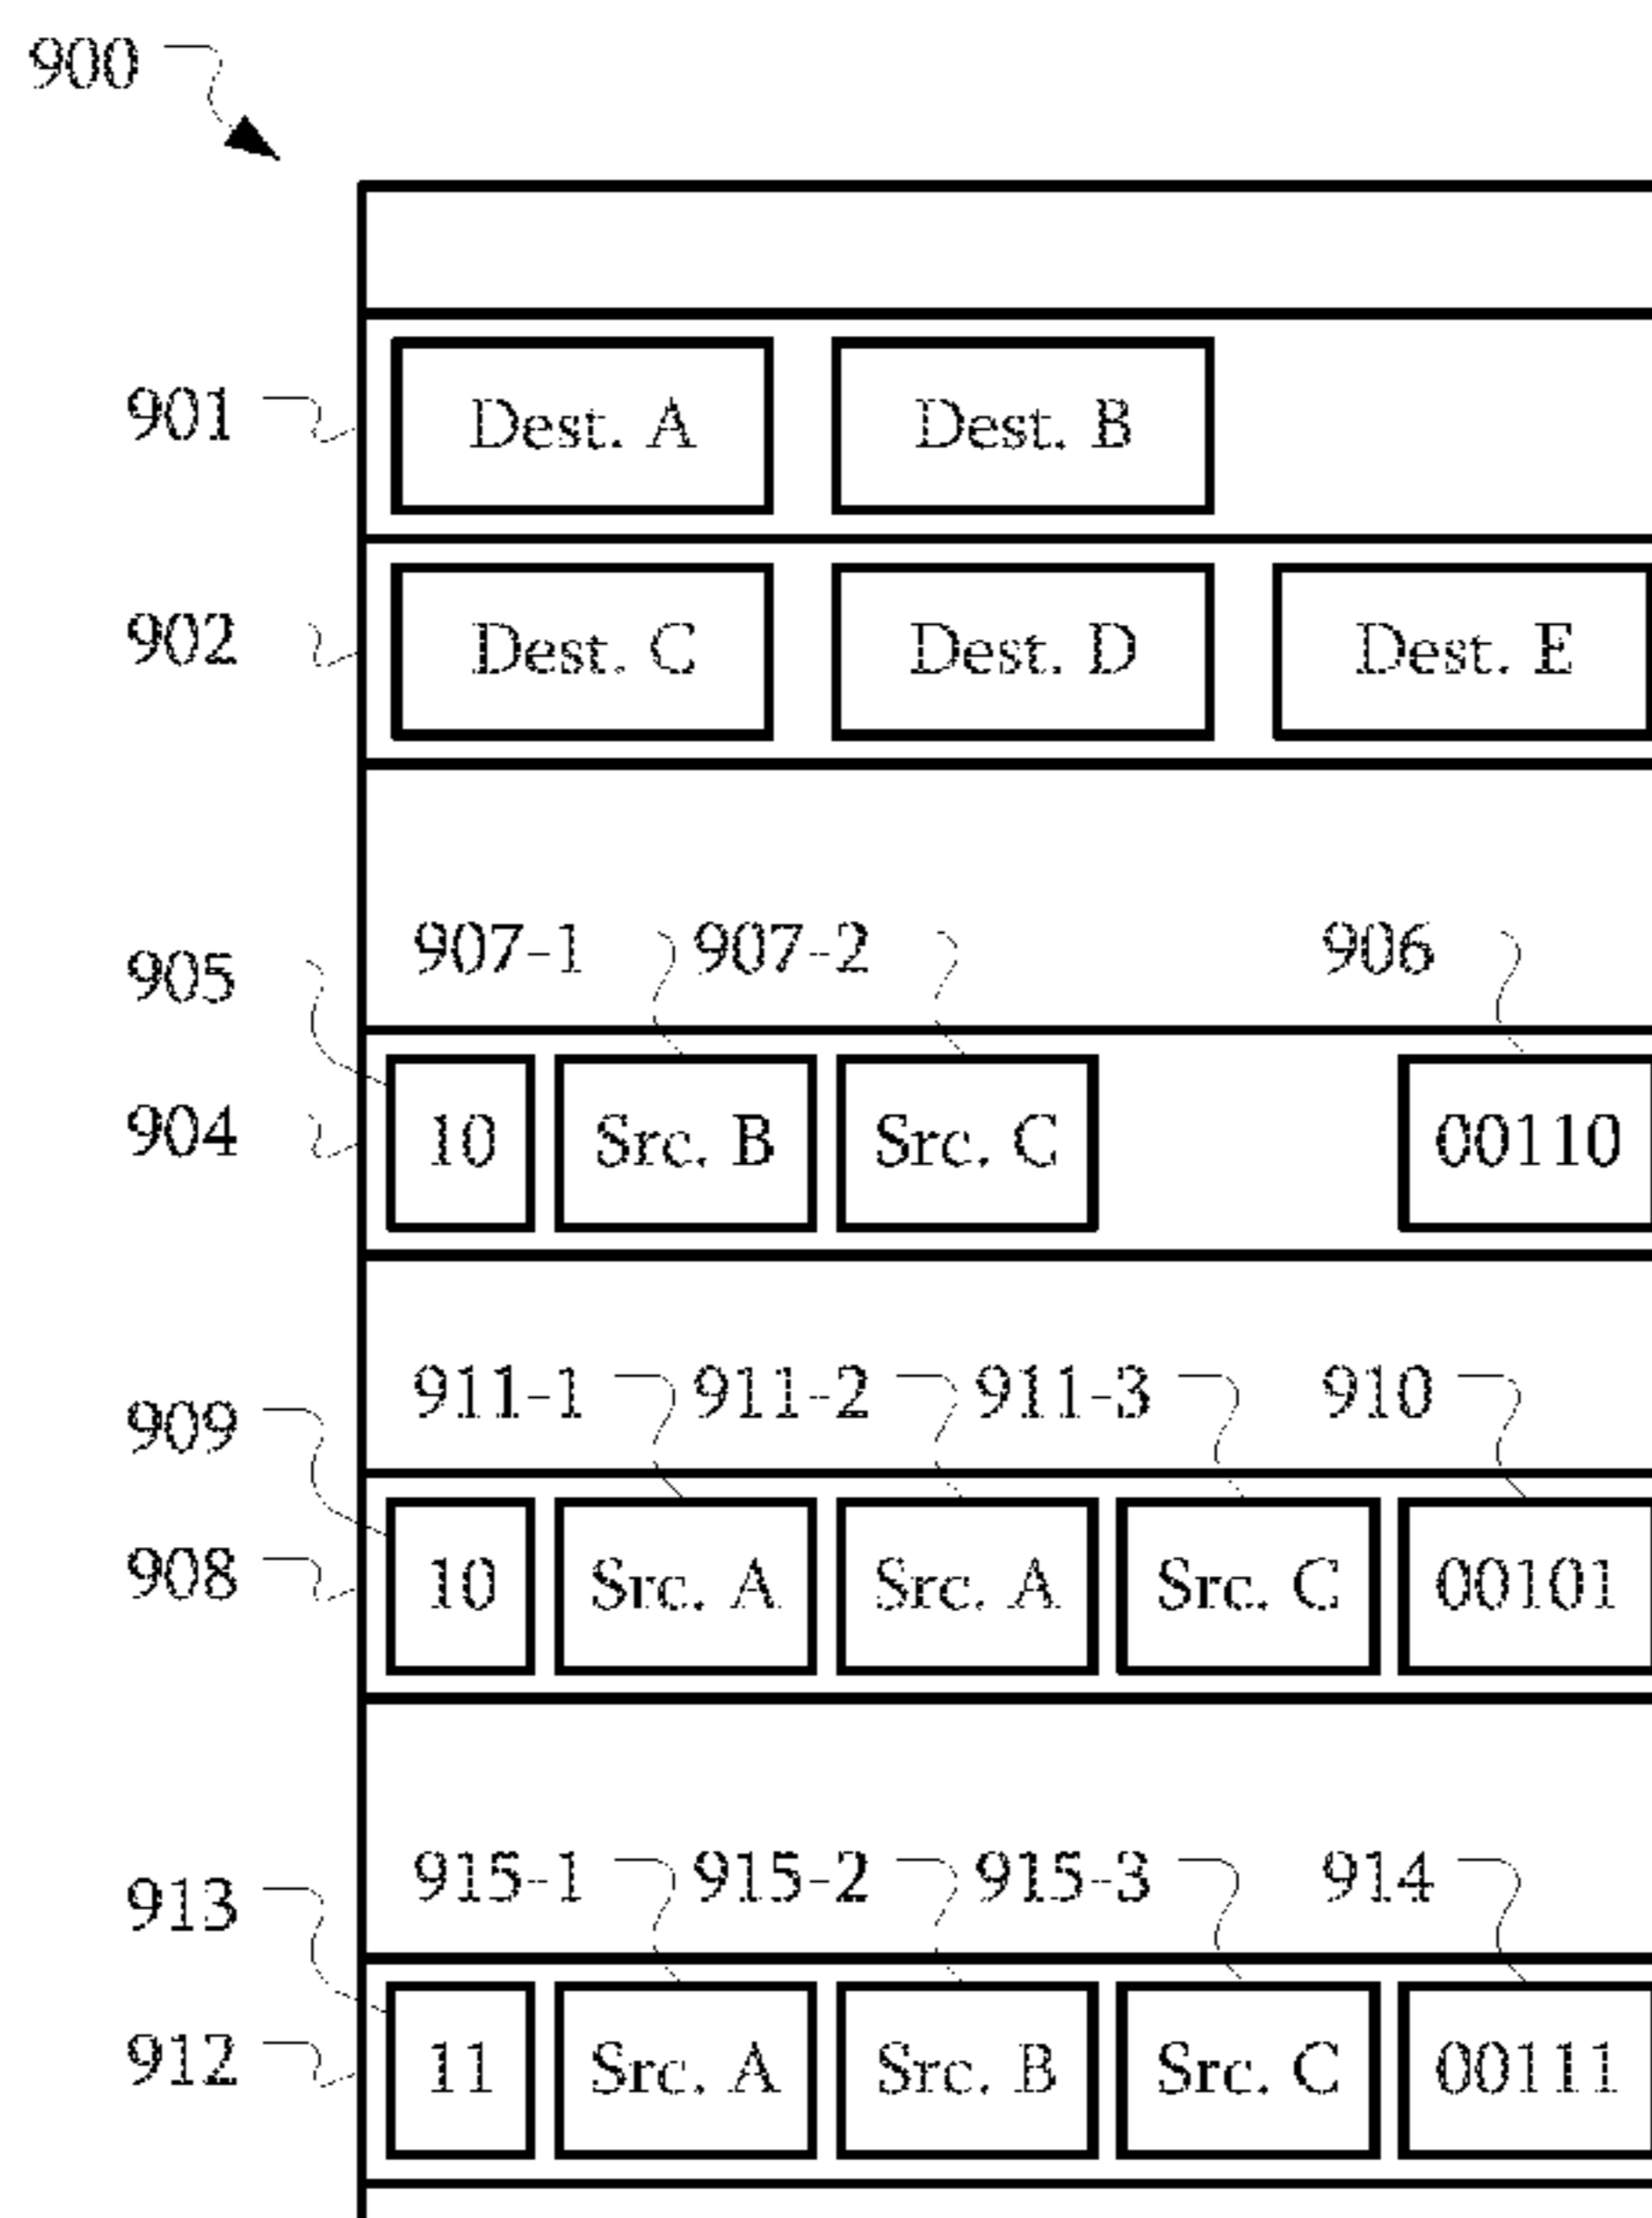 900
901 Dest. A Dest. B
902 Dest. C Dest. D Dest. E
907-1 907-2 906
905
904 10 Src. B Src. C 00110
911-1 911-2 911-3 910
909
908 10 Src. A Src. A Src. C 00101
915-1 915-2 915-3 914
913
912 11 Src. A Src. B Src. C 00111